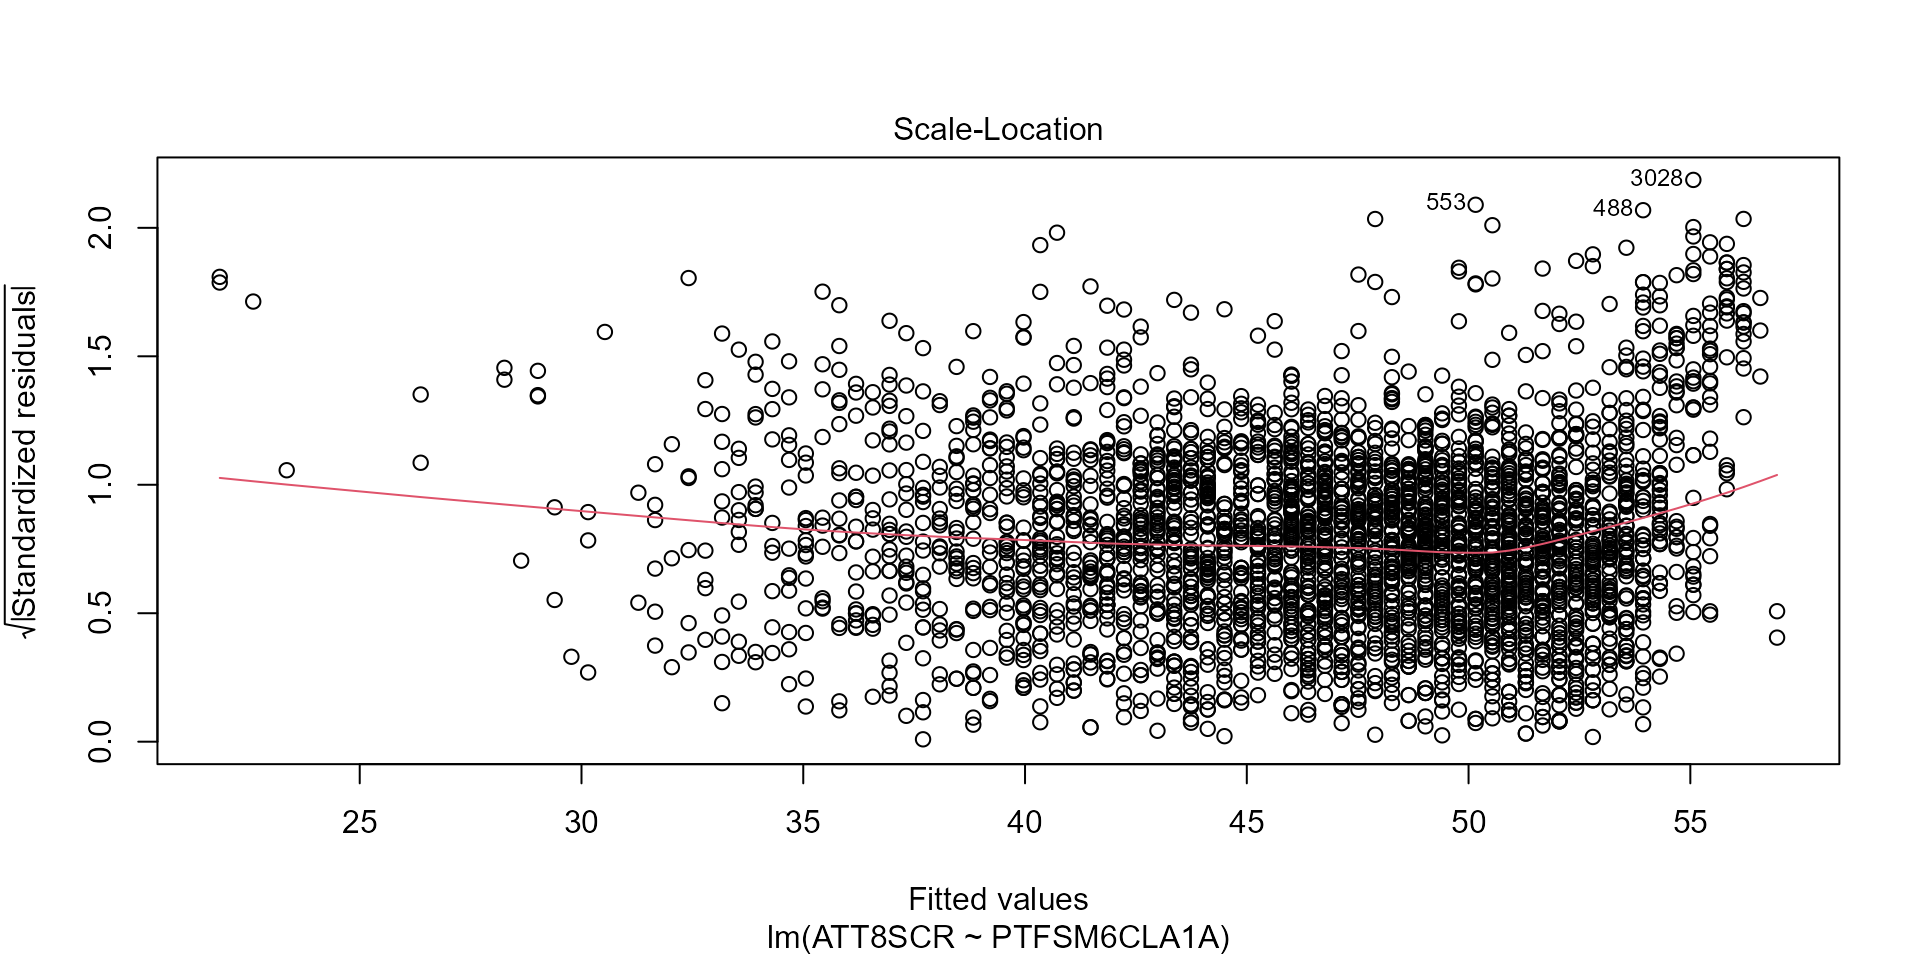 Scale-Location
3028
553
488
2.0
1.5
1.0
0.5
0.0
√|Standardized residuals|
25 30 35 40 45 50 55
Fitted values
lm(ATT8SCR ~ PTFSM6CLA1A)